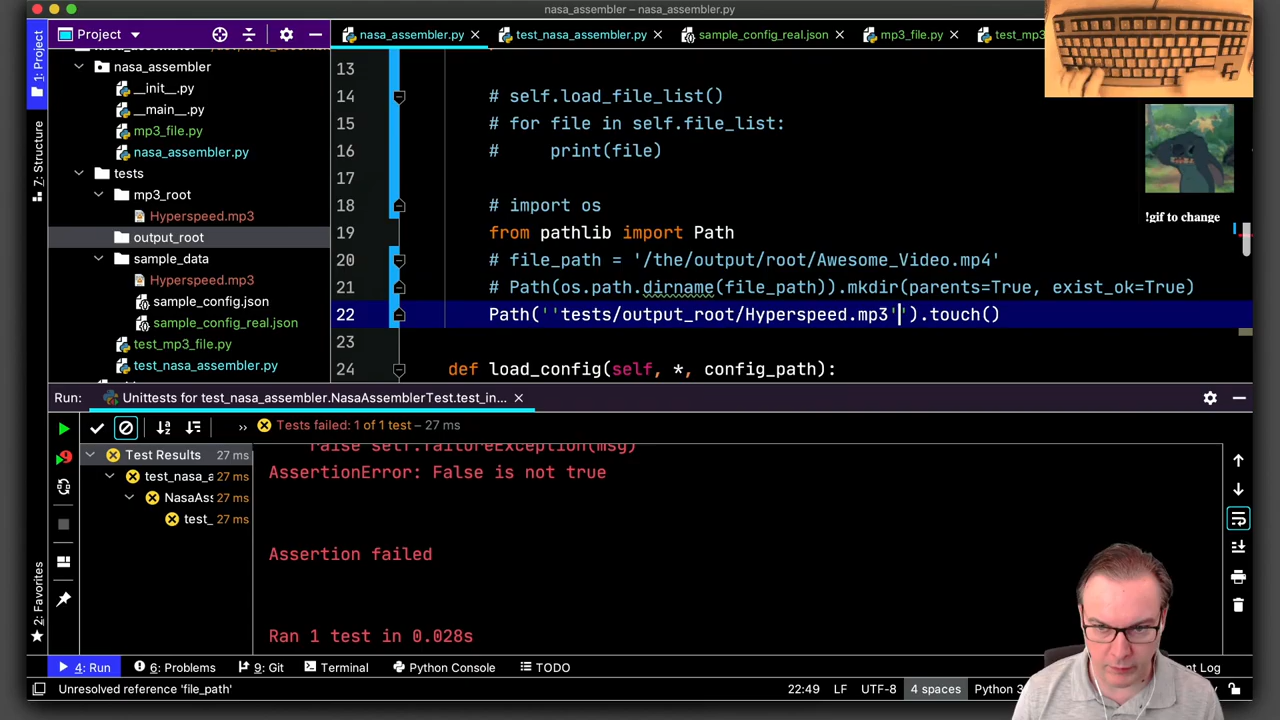 nasa_assembler – nasa_assembler.py
Project
nasa_assembler.py
test_nasa_assembler.py
sample_config_real.json
mp3_file.py
test_mp3
1: Project
7: Structure
2: Favorites
nasa_assembler
__init__.py
__main__.py
mp3_file.py
nasa_assembler.py
tests
mp3_root
Hyperspeed.mp3
output_root
sample_data
Hyperspeed.mp3
sample_config.json
sample_config_real.json
test_mp3_file.py
test_nasa_assembler.py
13
14 # self.load_file_list()
15 # for file in self.file_list:
16 #     print(file)
17
18 # import os
19 from pathlib import Path
20 # file_path = '/the/output/root/Awesome_Video.mp4'
21 # Path(os.path.dirname(file_path)).mkdir(parents=True, exist_ok=True)
22 Path(''tests/output_root/Hyperspeed.mp3'').touch()
23
24 def load_config(self, *, config_path):
!gif to change
Run: Unittests for test_nasa_assembler.NasaAssemblerTest.test_in...
Tests failed: 1 of 1 test – 27 ms
Test Results 27 ms
test_nasa_a 27 ms
NasaAs: 27 ms
test_ 27 ms
raise self.failureException(msg)
AssertionError: False is not true
Assertion failed
Ran 1 test in 0.028s
4: Run
6: Problems
9: Git
Terminal
Python Console
TODO
nt Log
Unresolved reference 'file_path'
22:49 LF UTF-8 4 spaces Python 3